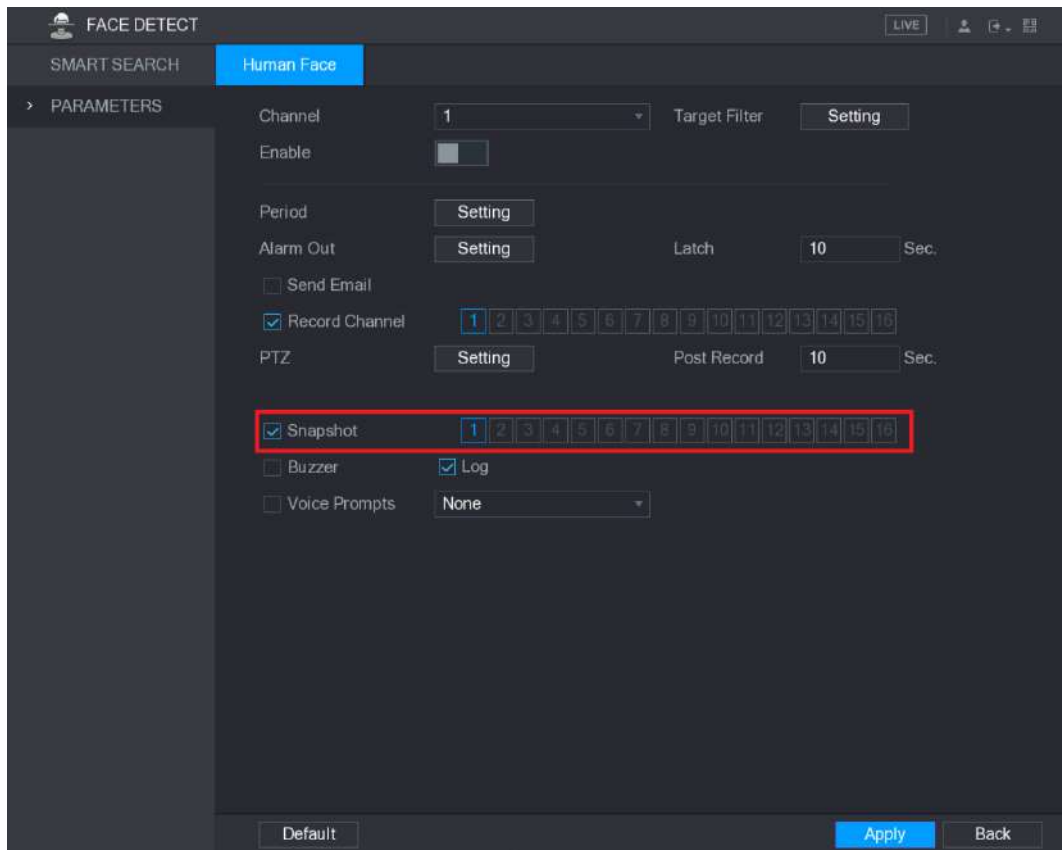 FACE DETECT LIVE
SMART SEARCH Human Face
> PARAMETERS
Channel 1 Target Filter Setting
Enable
Period Setting
Alarm Out Setting Latch 10 Sec.
Send Email
Record Channel 1 2 3 4 5 6 7 8 9 10 11 12 13 14 15 16
PTZ Setting Post Record 10 Sec.
Snapshot 1 2 3 4 5 6 7 8 9 10 11 12 13 14 15 16
Buzzer Log
Voice Prompts None
Default Apply Back